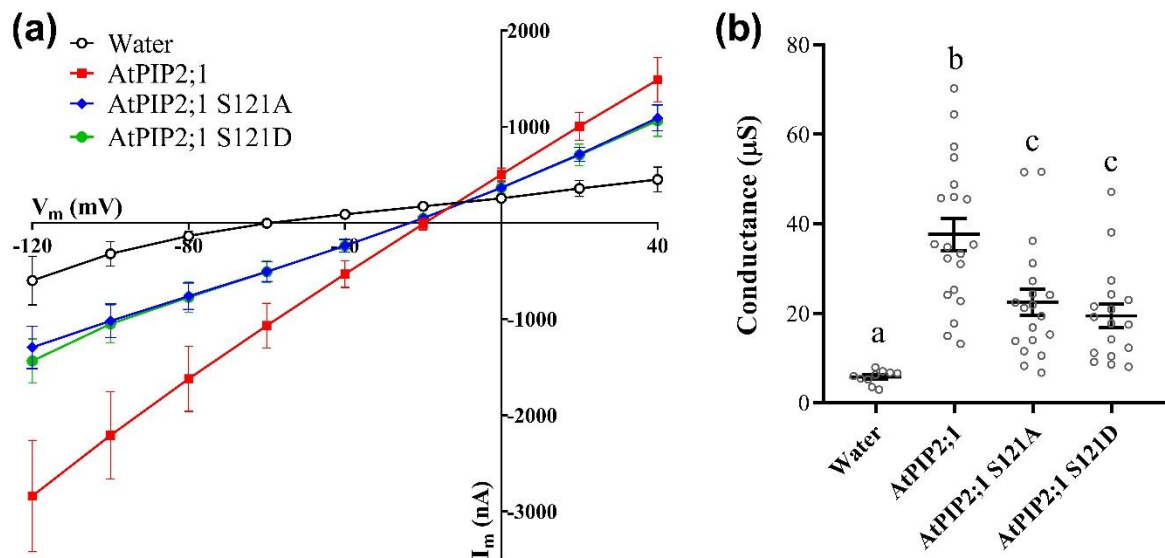 (a)
Water
AtPIP2;1
AtPIP2;1 S121A
AtPIP2;1 S121D
2000
1000
Vm (mV)
-120
-80
-40
40
-1000
-2000
-3000
Im (nA)
(b)
80
60
40
20
0
Conductance (µS)
a
b
c
c
Water
AtPIP2;1
AtPIP2;1 S121A
AtPIP2;1 S121D